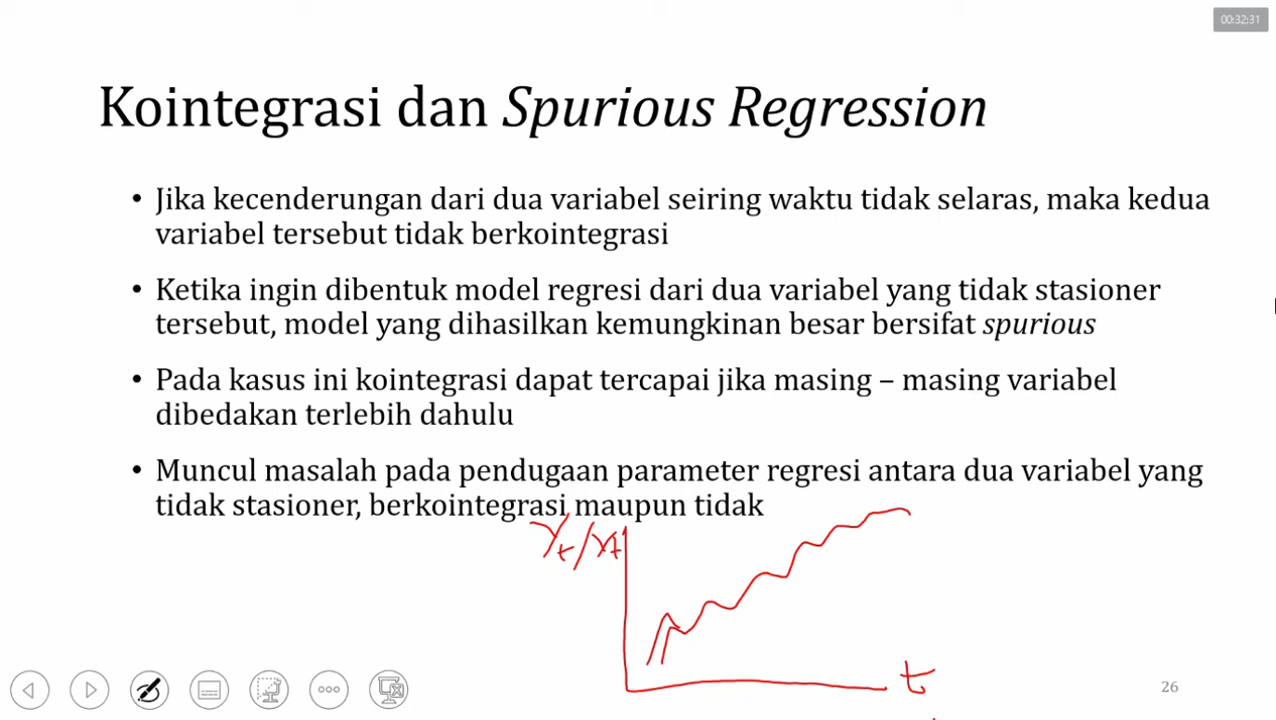 00:32:31
Kointegrasi dan Spurious Regression
• Jika kecenderungan dari dua variabel seiring waktu tidak selaras, maka kedua
variabel tersebut tidak berkointegrasi
• Ketika ingin dibentuk model regresi dari dua variabel yang tidak stasioner
tersebut, model yang dihasilkan kemungkinan besar bersifat spurious
• Pada kasus ini kointegrasi dapat tercapai jika masing – masing variabel
dibedakan terlebih dahulu
• Muncul masalah pada pendugaan parameter regresi antara dua variabel yang
tidak stasioner, berkointegrasi maupun tidak
Yt/Xt
t
26